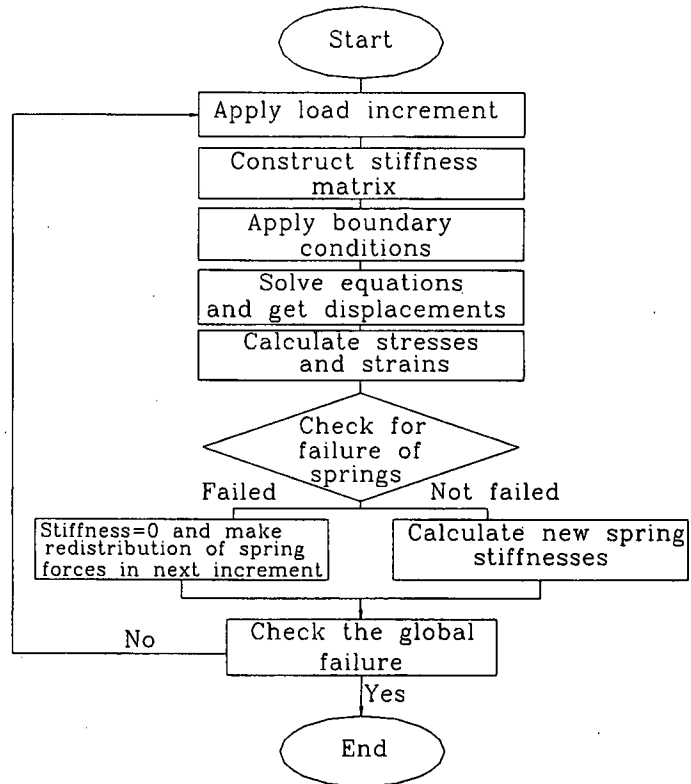 Start
Apply load increment
Construct stiffness
matrix
Apply boundary
conditions
Solve equations
and get displacements
Calculate stresses
and strains
Check for
failure of
springs
Failed
Not failed
Stiffness=0 and make
redistribution of spring
forces in next increment
Calculate new spring
stiffnesses
No
Check the global
failure
Yes
End